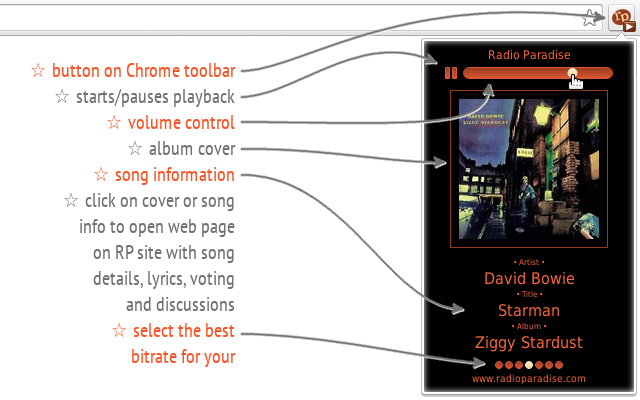 ☆ button on Chrome toolbar
☆ starts/pauses playback
☆ volume control
☆ album cover
☆ song information
☆ click on cover or song
info to open web page
on RP site with song
details, lyrics, voting
and discussions
☆ select the best
bitrate for your
rp
Radio Paradise
DAVID BOWIE
ZIGGY STARDUST
• Artist •
David Bowie
• Title •
Starman
• Album •
Ziggy Stardust
www.radioparadise.com